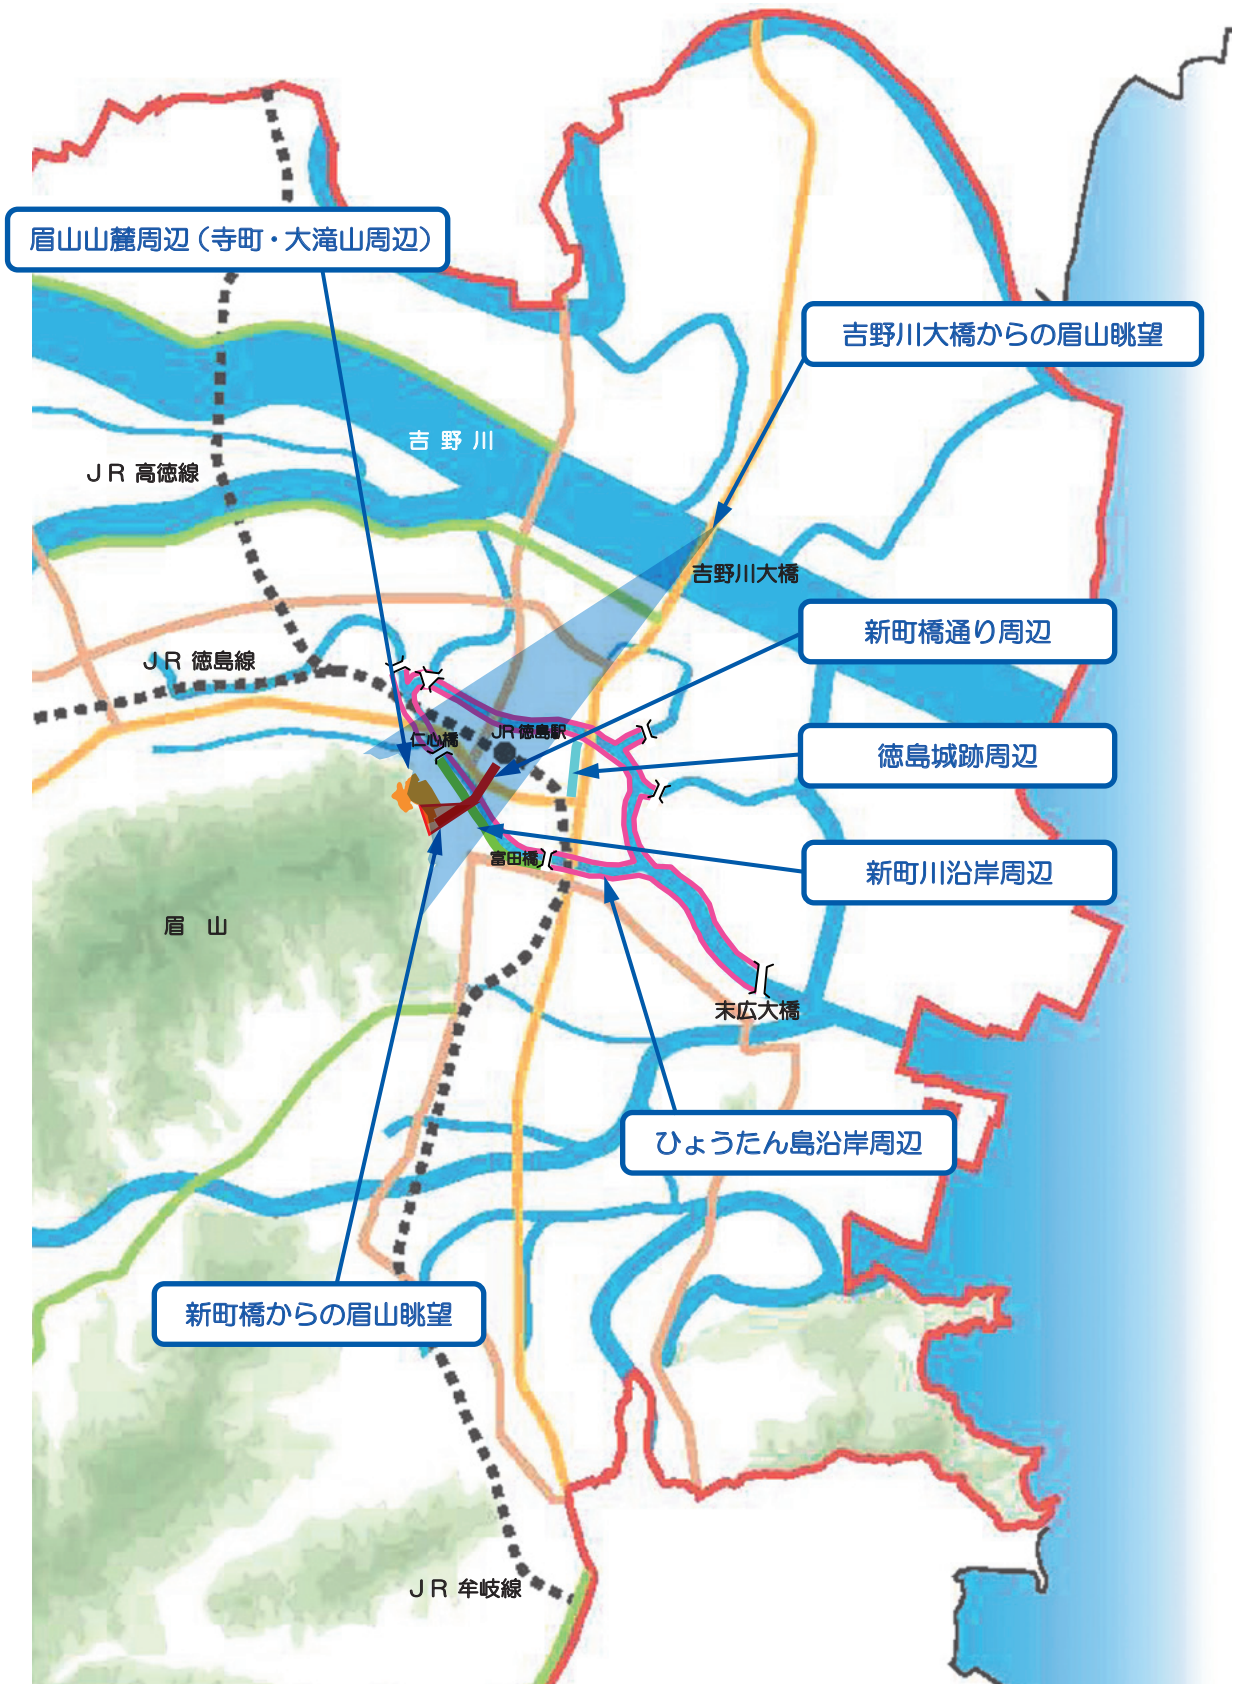 眉山山麓周辺（寺町・大滝山周辺）
吉野川大橋からの眉山眺望
吉野川
ＪＲ 高徳線
吉野川大橋
新町橋通り周辺
ＪＲ 徳島線
仁心橋
JR 徳島駅
徳島城跡周辺
富田橋
新町川沿岸周辺
眉　山
末広大橋
ひょうたん島沿岸周辺
新町橋からの眉山眺望
ＪＲ 牟岐線